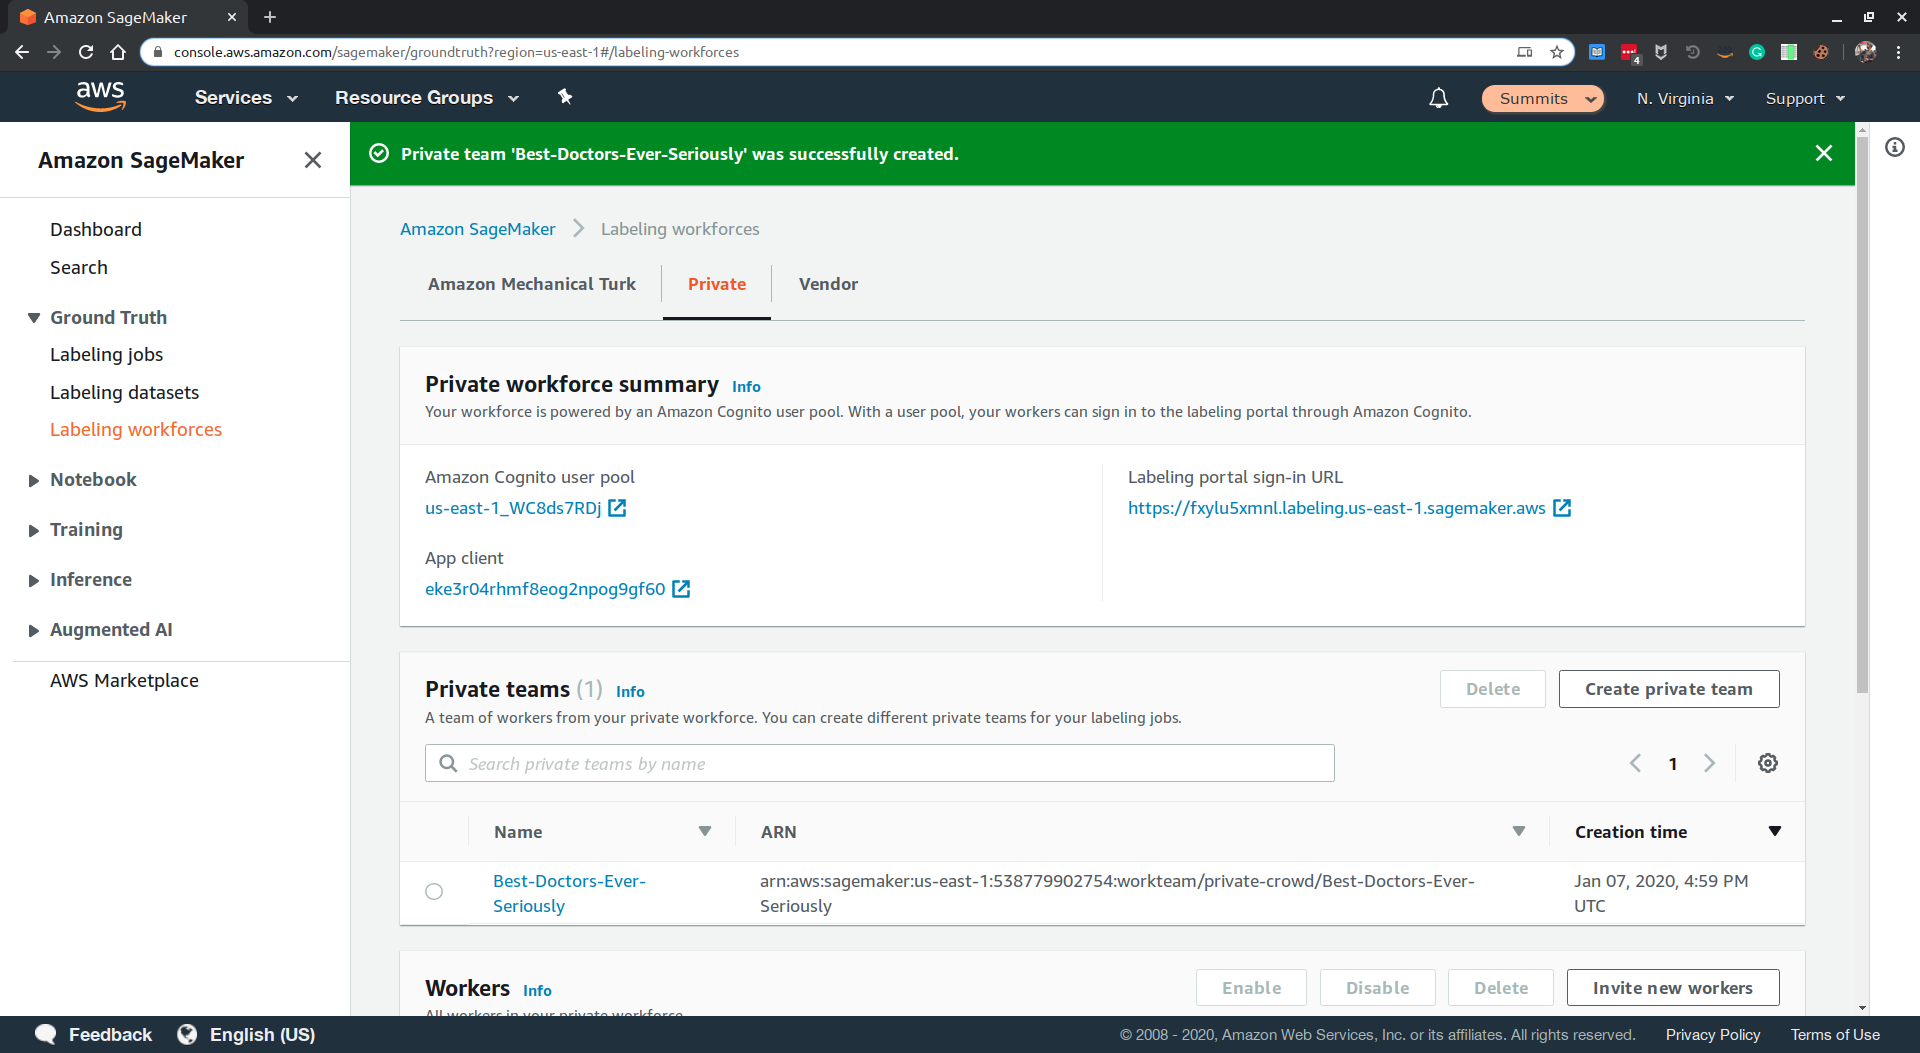 Amazon SageMaker
console.aws.amazon.com/sagemaker/groundtruth?region=us-east-1#/labeling-workforces
4
aws
Services
Resource Groups
Summits
N. Virginia
Support
Amazon SageMaker
Dashboard
Search
Ground Truth
Labeling jobs
Labeling datasets
Labeling workforces
Notebook
Training
Inference
Augmented AI
AWS Marketplace
Private team 'Best-Doctors-Ever-Seriously' was successfully created.
Amazon SageMaker
Labeling workforces
Amazon Mechanical Turk
Private
Vendor
Private workforce summary Info
Your workforce is powered by an Amazon Cognito user pool. With a user pool, your workers can sign in to the labeling portal through Amazon Cognito.
Amazon Cognito user pool
us-east-1_WC8ds7RDj
App client
eke3r04rhmf8eog2npog9gf60
Labeling portal sign-in URL
https://fxylu5xmnl.labeling.us-east-1.sagemaker.aws
Private teams (1) Info
Delete
Create private team
A team of workers from your private workforce. You can create different private teams for your labeling jobs.
Search private teams by name
1
Name
ARN
Creation time
Best-Doctors-Ever-
Seriously
arn:aws:sagemaker:us-east-1:538779902754:workteam/private-crowd/Best-Doctors-Ever-
Seriously
Jan 07, 2020, 4:59 PM
UTC
Workers Info
Enable
Disable
Delete
Invite new workers
All workers in your private workforce.
Feedback
English (US)
© 2008 - 2020, Amazon Web Services, Inc. or its affiliates. All rights reserved.
Privacy Policy
Terms of Use